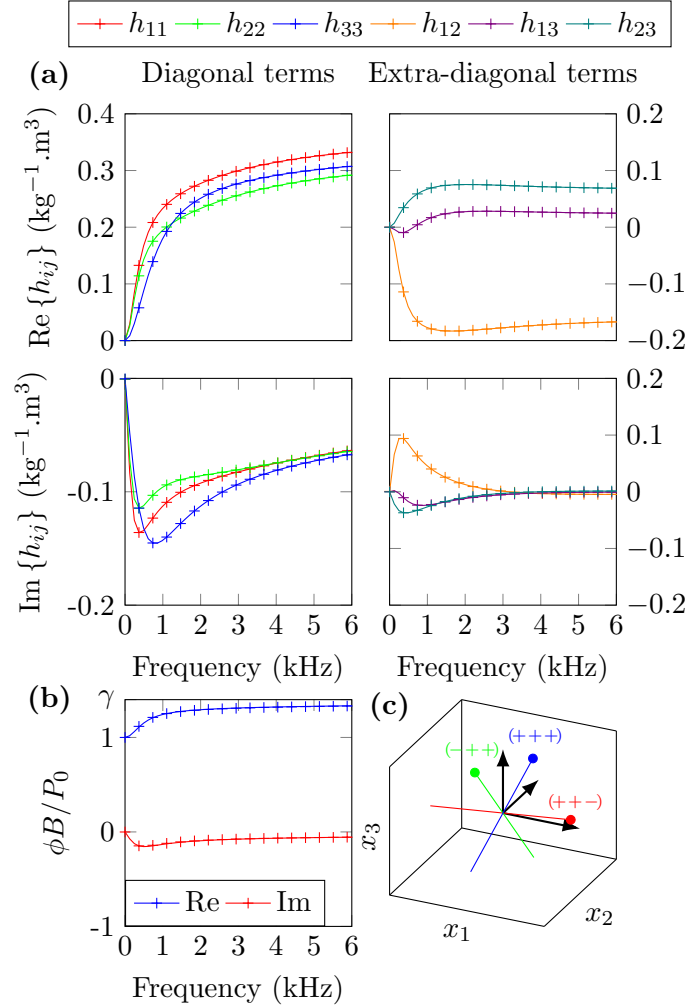 h₁₁ h₂₂ h₃₃ h₁₂ h₁₃ h₂₃
(a) Diagonal terms Extra-diagonal terms
Re {hᵢⱼ} (kg⁻¹.m³)
0.4
0.3
0.2
0.1
0
0.2
0.1
0
−0.1
−0.2
Im {hᵢⱼ} (kg⁻¹.m³)
0
-0.1
-0.2
0.2
0.1
0
−0.1
−0.2
0 1 2 3 4 5 6
0 1 2 3 4 5 6
Frequency (kHz) Frequency (kHz)
(b)
ϕB/P₀
γ
1
0
-1
Re Im
0 1 2 3 4 5 6
Frequency (kHz)
(c)
(+++)
(−++)
(++−)
x₃
x₁
x₂